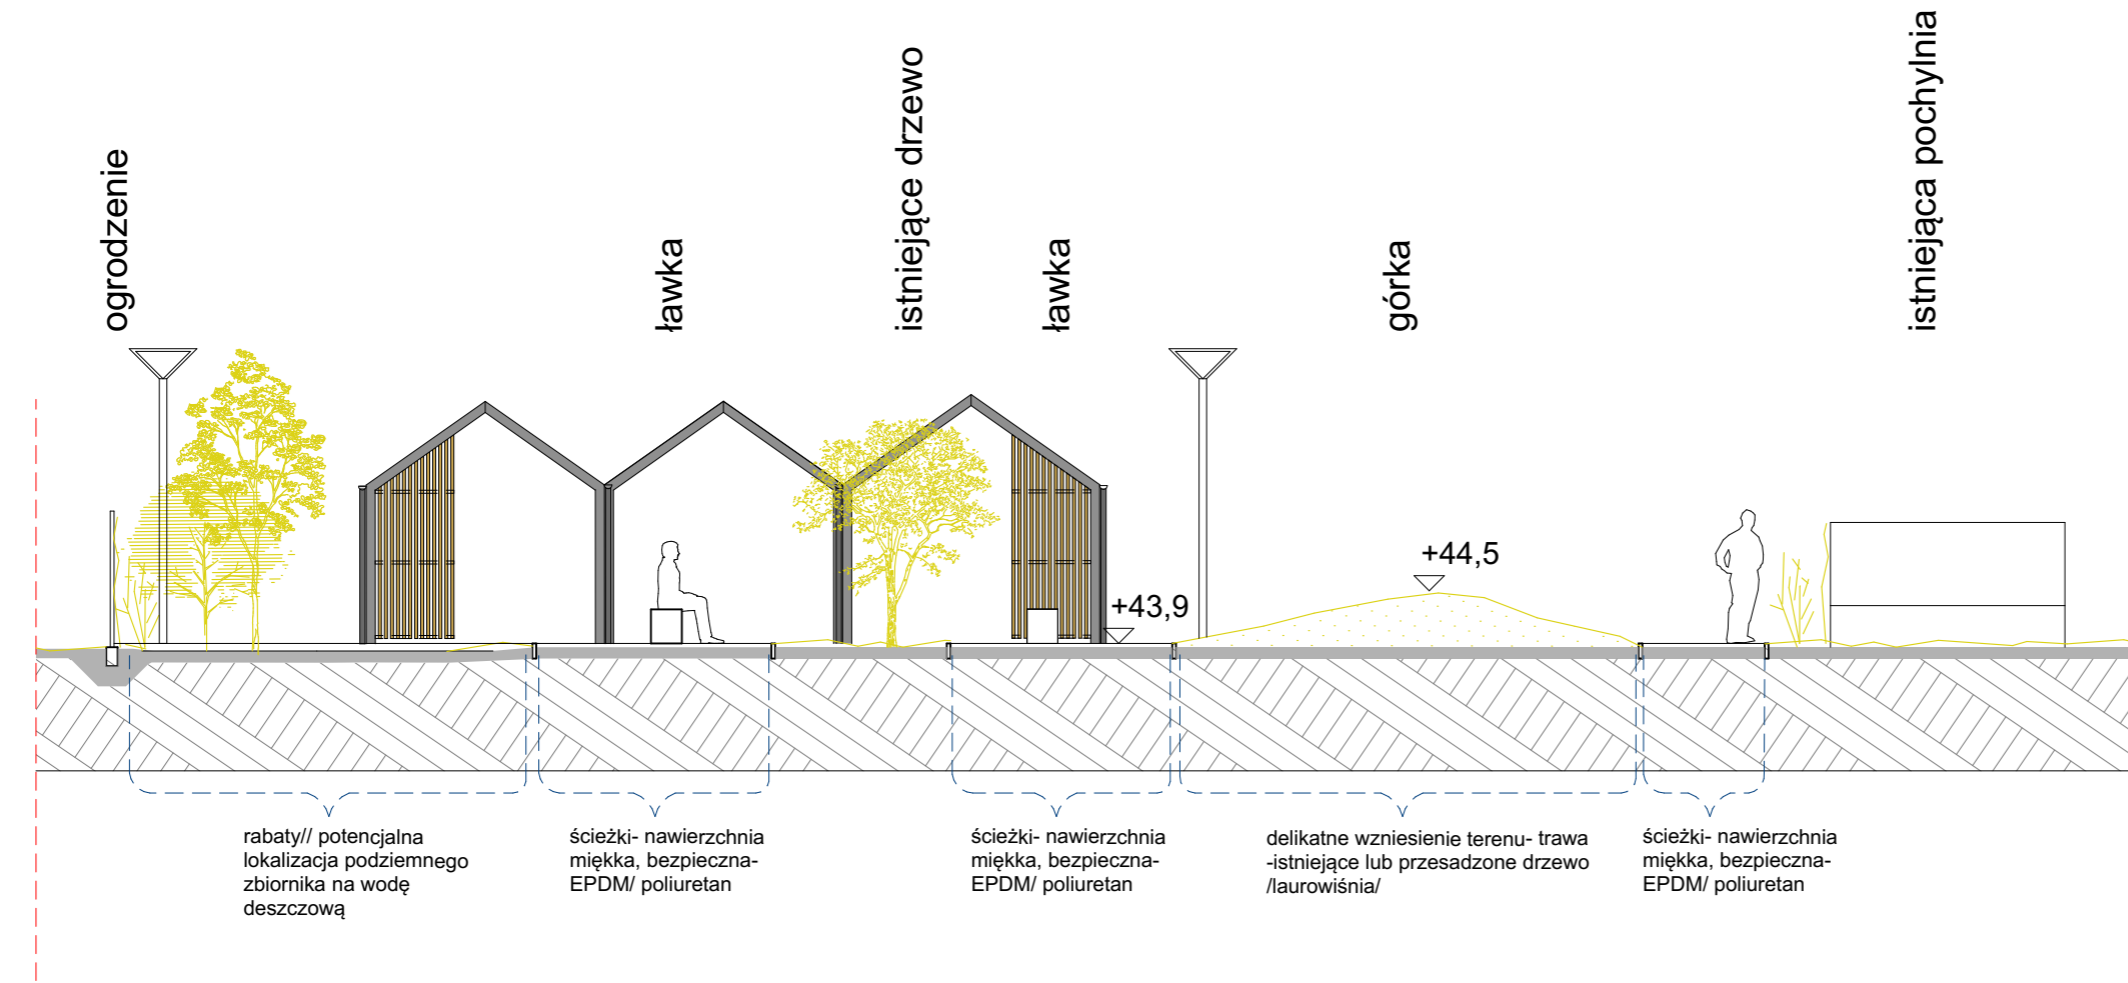 ogrodzenie
ławka
istniejące drzewo
ławka
górka
istniejąca pochylnia
+44,5
+43,9
rabaty// potencjalna
lokalizacja podziemnego
zbiornika na wodę
deszczową
ścieżki- nawierzchnia
miękka, bezpieczna-
EPDM/ poliuretan
ścieżki- nawierzchnia
miękka, bezpieczna-
EPDM/ poliuretan
delikatne wzniesienie terenu- trawa
-istniejące lub przesadzone drzewo
/laurowiśnia/
ścieżki- nawierzchnia
miękka, bezpieczna-
EPDM/ poliuretan